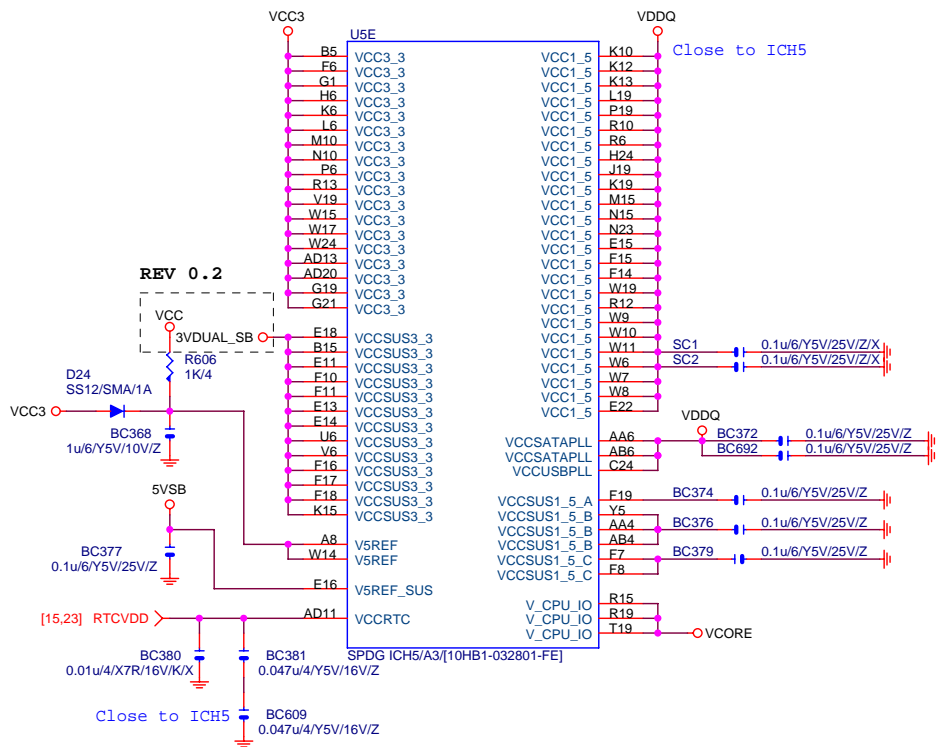 VCC3
U5E
VDDQ
Close to ICH5
B5 VCC3_3 VCC1_5 K10
F6 VCC3_3 VCC1_5 K12
G1 VCC3_3 VCC1_5 K13
H6 VCC3_3 VCC1_5 L19
K6 VCC3_3 VCC1_5 P19
L6 VCC3_3 VCC1_5 R10
M10 VCC3_3 VCC1_5 R6
N10 VCC3_3 VCC1_5 H24
P6 VCC3_3 VCC1_5 J19
R13 VCC3_3 VCC1_5 K19
V19 VCC3_3 VCC1_5 M15
W15 VCC3_3 VCC1_5 N15
W17 VCC3_3 VCC1_5 N23
W24 VCC3_3 VCC1_5 E15
AD13 VCC3_3 VCC1_5 F15
AD20 VCC3_3 VCC1_5 F14
G19 VCC3_3 VCC1_5 W19
G21 VCC3_3 VCC1_5 R12
VCC1_5 W9
REV 0.2
VCC
3VDUAL_SB
E18 VCCSUS3_3 VCC1_5 W10
B15 VCCSUS3_3 VCC1_5 W11 SC1 0.1u/6/Y5V/25V/Z/X
E11 VCCSUS3_3 VCC1_5 W6 SC2 0.1u/6/Y5V/25V/Z/X
F10 VCCSUS3_3 VCC1_5 W7
F11 VCCSUS3_3 VCC1_5 W8
E13 VCCSUS3_3 VCC1_5 E22
E14 VCCSUS3_3
U6 VCCSUS3_3 VCCSATAPLL AA6
V6 VCCSUS3_3 VCCSATAPLL AB6
F16 VCCSUS3_3 VCCUSBPLL C24
F17 VCCSUS3_3
F18 VCCSUS3_3
K15 VCCSUS3_3
R606
1K/4
D24
SS12/SMA/1A
VCC3
BC368
1u/6/Y5V/10V/Z
VDDQ
BC372 0.1u/6/Y5V/25V/Z
BC692 0.1u/6/Y5V/25V/Z
VCCSUS1_5_A F19 BC374 0.1u/6/Y5V/25V/Z
VCCSUS1_5_B Y5
VCCSUS1_5_B AA4 BC376 0.1u/6/Y5V/25V/Z
VCCSUS1_5_B AB4
VCCSUS1_5_C F7 BC379 0.1u/6/Y5V/25V/Z
VCCSUS1_5_C F8
5VSB
A8 V5REF
W14 V5REF
BC377
0.1u/6/Y5V/25V/Z
E16 V5REF_SUS
V_CPU_IO R15
V_CPU_IO R19
V_CPU_IO T19
VCORE
[15,23] RTCVDD
AD11 VCCRTC
SPDG ICH5/A3/[10HB1-032801-FE]
BC380
0.01u/4/X7R/16V/K/X
BC381
0.047u/4/Y5V/16V/Z
Close to ICH5
BC609
0.047u/4/Y5V/16V/Z